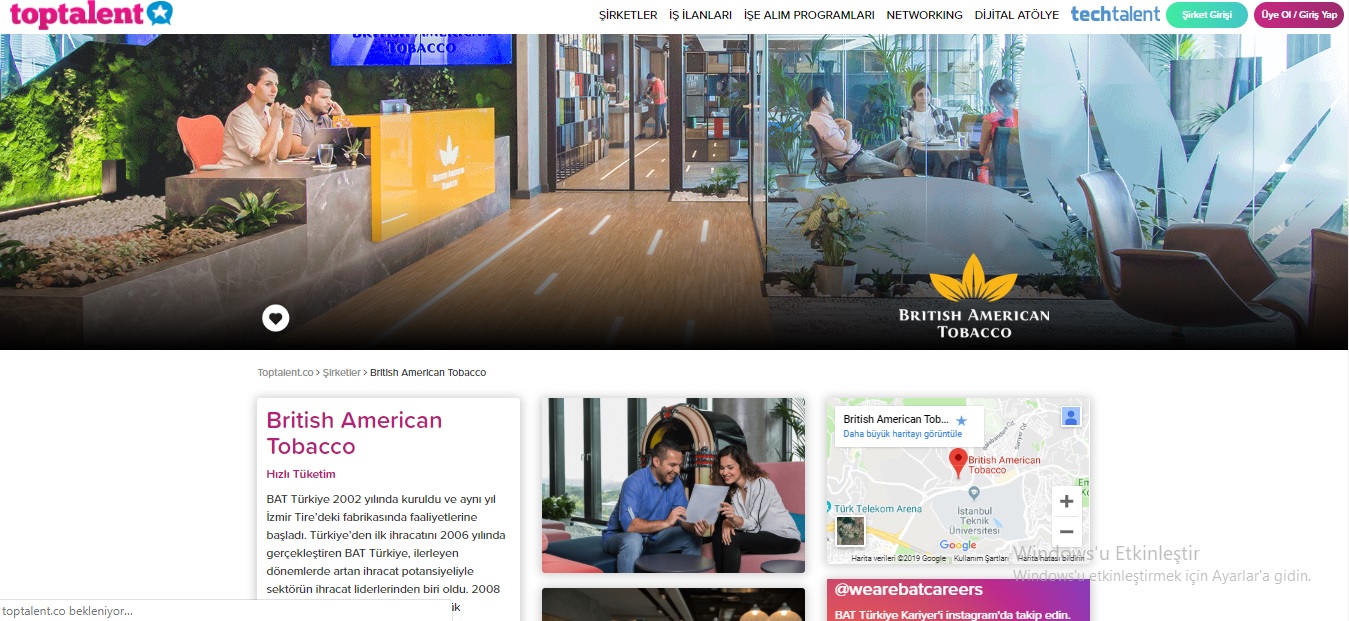 toptalent
ŞİRKETLER İŞ İLANLARI İŞE ALIM PROGRAMLARI NETWORKING DİJİTAL ATÖLYE techtalent Şirket Girişi Üye Ol / Giriş Yap
BRITISH AMERICAN
TOBACCO
BRITISH AMERICAN
TOBACCO
BRITISH AMERICAN
TOBACCO
Toptalent.co > Şirketler > British American Tobacco
British American
Tobacco
Hızlı Tüketim
BAT Türkiye 2002 yılında kuruldu ve aynı yıl
İzmir Tire'deki fabrikasında faaliyetlerine
başladı. Türkiye'den ilk ihracatını 2006 yılında
gerçekleştiren BAT Türkiye, ilerleyen
dönemlerde artan ihracat potansiyeliyle
sektörün ihracat liderlerinden biri oldu. 2008
ik
toptalent.co bekleniyor...
British American Tob...
Daha büyük haritayı görüntüle
British American
Tobacco
Türk Telekom Arena
İstanbul
Teknik
Üniversitesi
Google
Harita verileri ©2019 Google Kullanım Şartları Harita hatası bildirin
Windows'u Etkinleştir
Windows'u etkinleştirmek için Ayarlar'a gidin.
@wearebatcareers
BAT Türkiye Kariyer'i instagram'da takip edin.